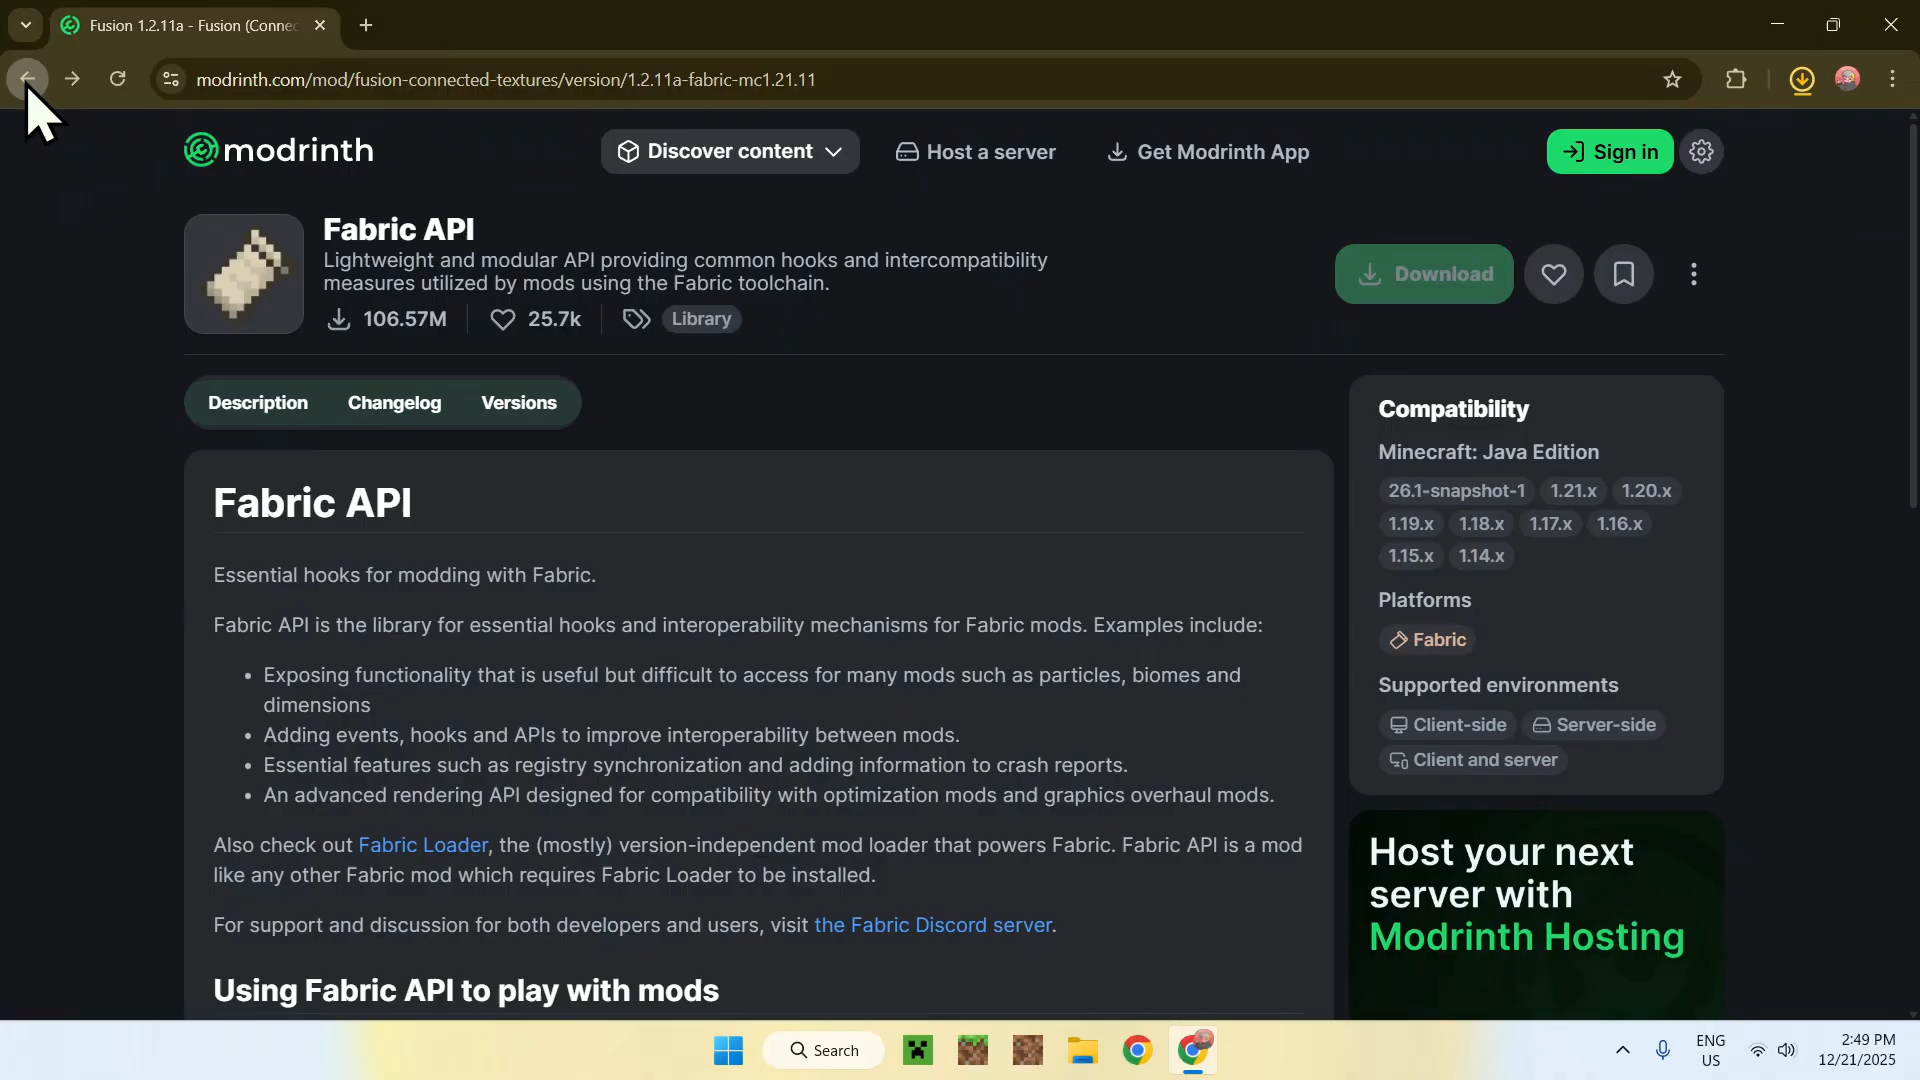 Fusion 1.2.11a - Fusion (Connec
modrinth.com/mod/fusion-connected-textures/version/1.2.11a-fabric-mc1.21.11
modrinth
Discover content
Host a server
Get Modrinth App
Sign in
Fabric API
Lightweight and modular API providing common hooks and intercompatibility
measures utilized by mods using the Fabric toolchain.
106.57M
25.7k
Library
Download
Description
Changelog
Versions
Fabric API
Essential hooks for modding with Fabric.
Fabric API is the library for essential hooks and interoperability mechanisms for Fabric mods. Examples include:
• Exposing functionality that is useful but difficult to access for many mods such as particles, biomes and
dimensions
• Adding events, hooks and APIs to improve interoperability between mods.
• Essential features such as registry synchronization and adding information to crash reports.
• An advanced rendering API designed for compatibility with optimization mods and graphics overhaul mods.
Also check out Fabric Loader, the (mostly) version-independent mod loader that powers Fabric. Fabric API is a mod
like any other Fabric mod which requires Fabric Loader to be installed.
For support and discussion for both developers and users, visit the Fabric Discord server.
Using Fabric API to play with mods
Compatibility
Minecraft: Java Edition
26.1-snapshot-1 1.21.x 1.20.x
1.19.x 1.18.x 1.17.x 1.16.x
1.15.x 1.14.x
Platforms
Fabric
Supported environments
Client-side Server-side
Client and server
Host your next
server with
Modrinth Hosting
Search
ENG
US
2:49 PM
12/21/2025